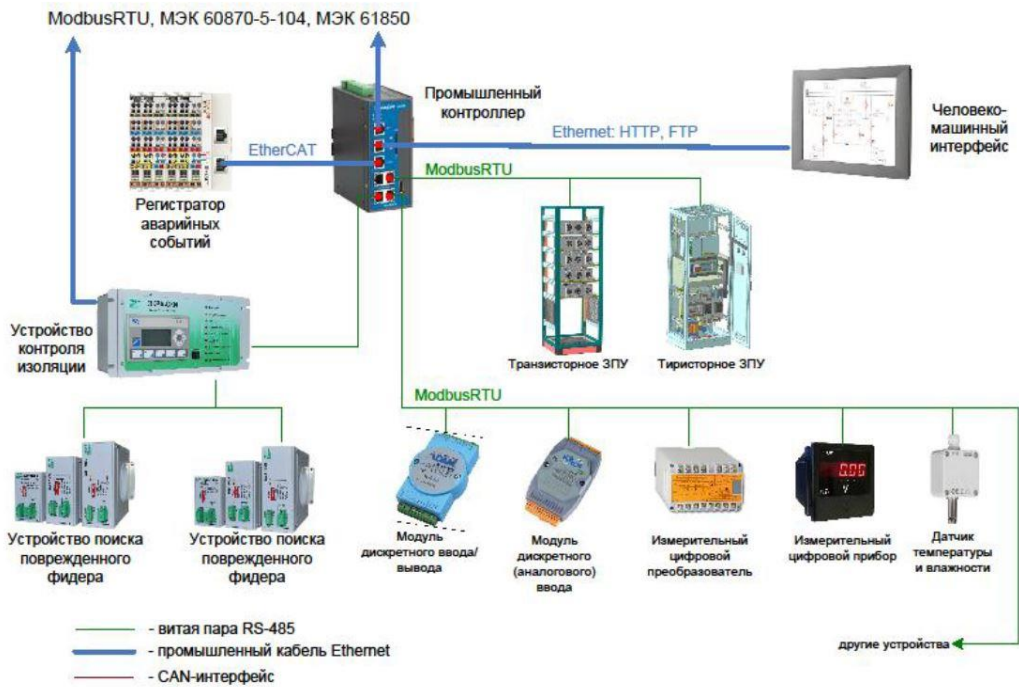 ModbusRTU, МЭК 60870-5-104, МЭК 61850
Промышленный
контроллер
Человеко-
машинный
интерфейс
Ethernet: HTTP, FTP
EtherCAT
ModbusRTU
Регистратор
аварийных
событий
Устройство
контроля
изоляции
Транзисторное ЗПУ
Тиристорное ЗПУ
ModbusRTU
0.00
V
Устройство поиска
поврежденного
фидера
Устройство поиска
поврежденного
фидера
Модуль
дискретного ввода/
вывода
Модуль
дискретного
(аналогового)
ввода
Измерительный
цифровой
преобразователь
Измерительный
цифровой прибор
Датчик
температуры
и влажности
- витая пара RS-485
- промышленный кабель Ethernet
- CAN-интерфейс
другие устройства